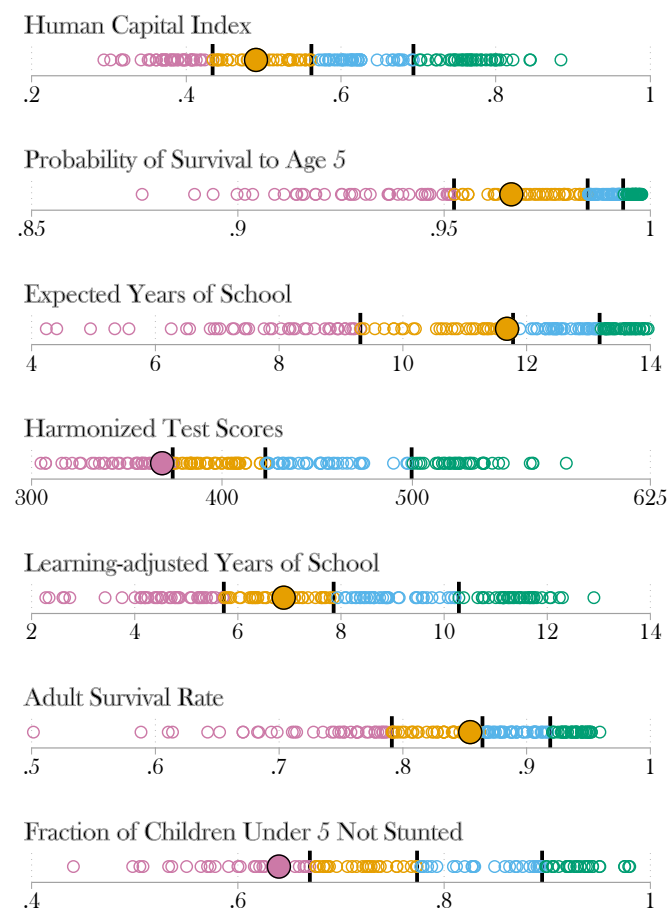 Human Capital Index
.2 .4 .6 .8 1
Probability of Survival to Age 5
.85 .9 .95 1
Expected Years of School
4 6 8 10 12 14
Harmonized Test Scores
300 400 500 625
Learning-adjusted Years of School
2 4 6 8 10 12 14
Adult Survival Rate
.5 .6 .7 .8 .9 1
Fraction of Children Under 5 Not Stunted
.4 .6 .8 1